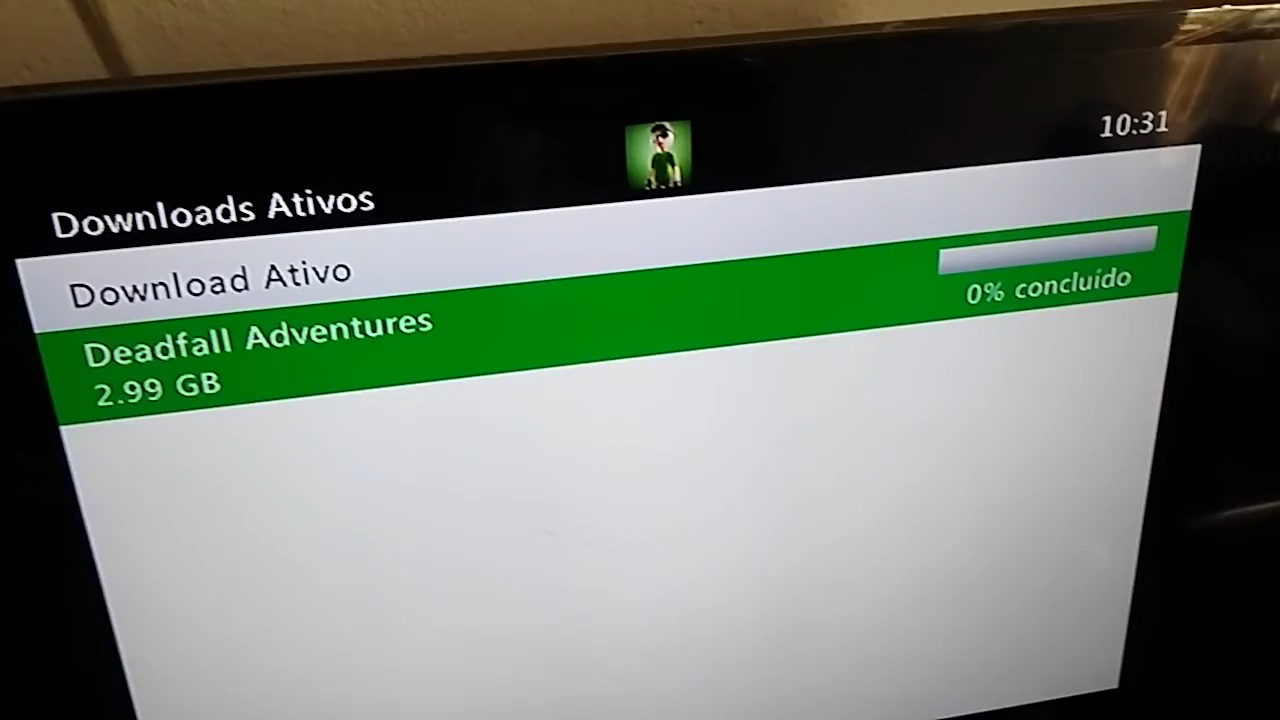 10:31
Downloads Ativos
Download Ativo
Deadfall Adventures
2.99 GB
0% concluído